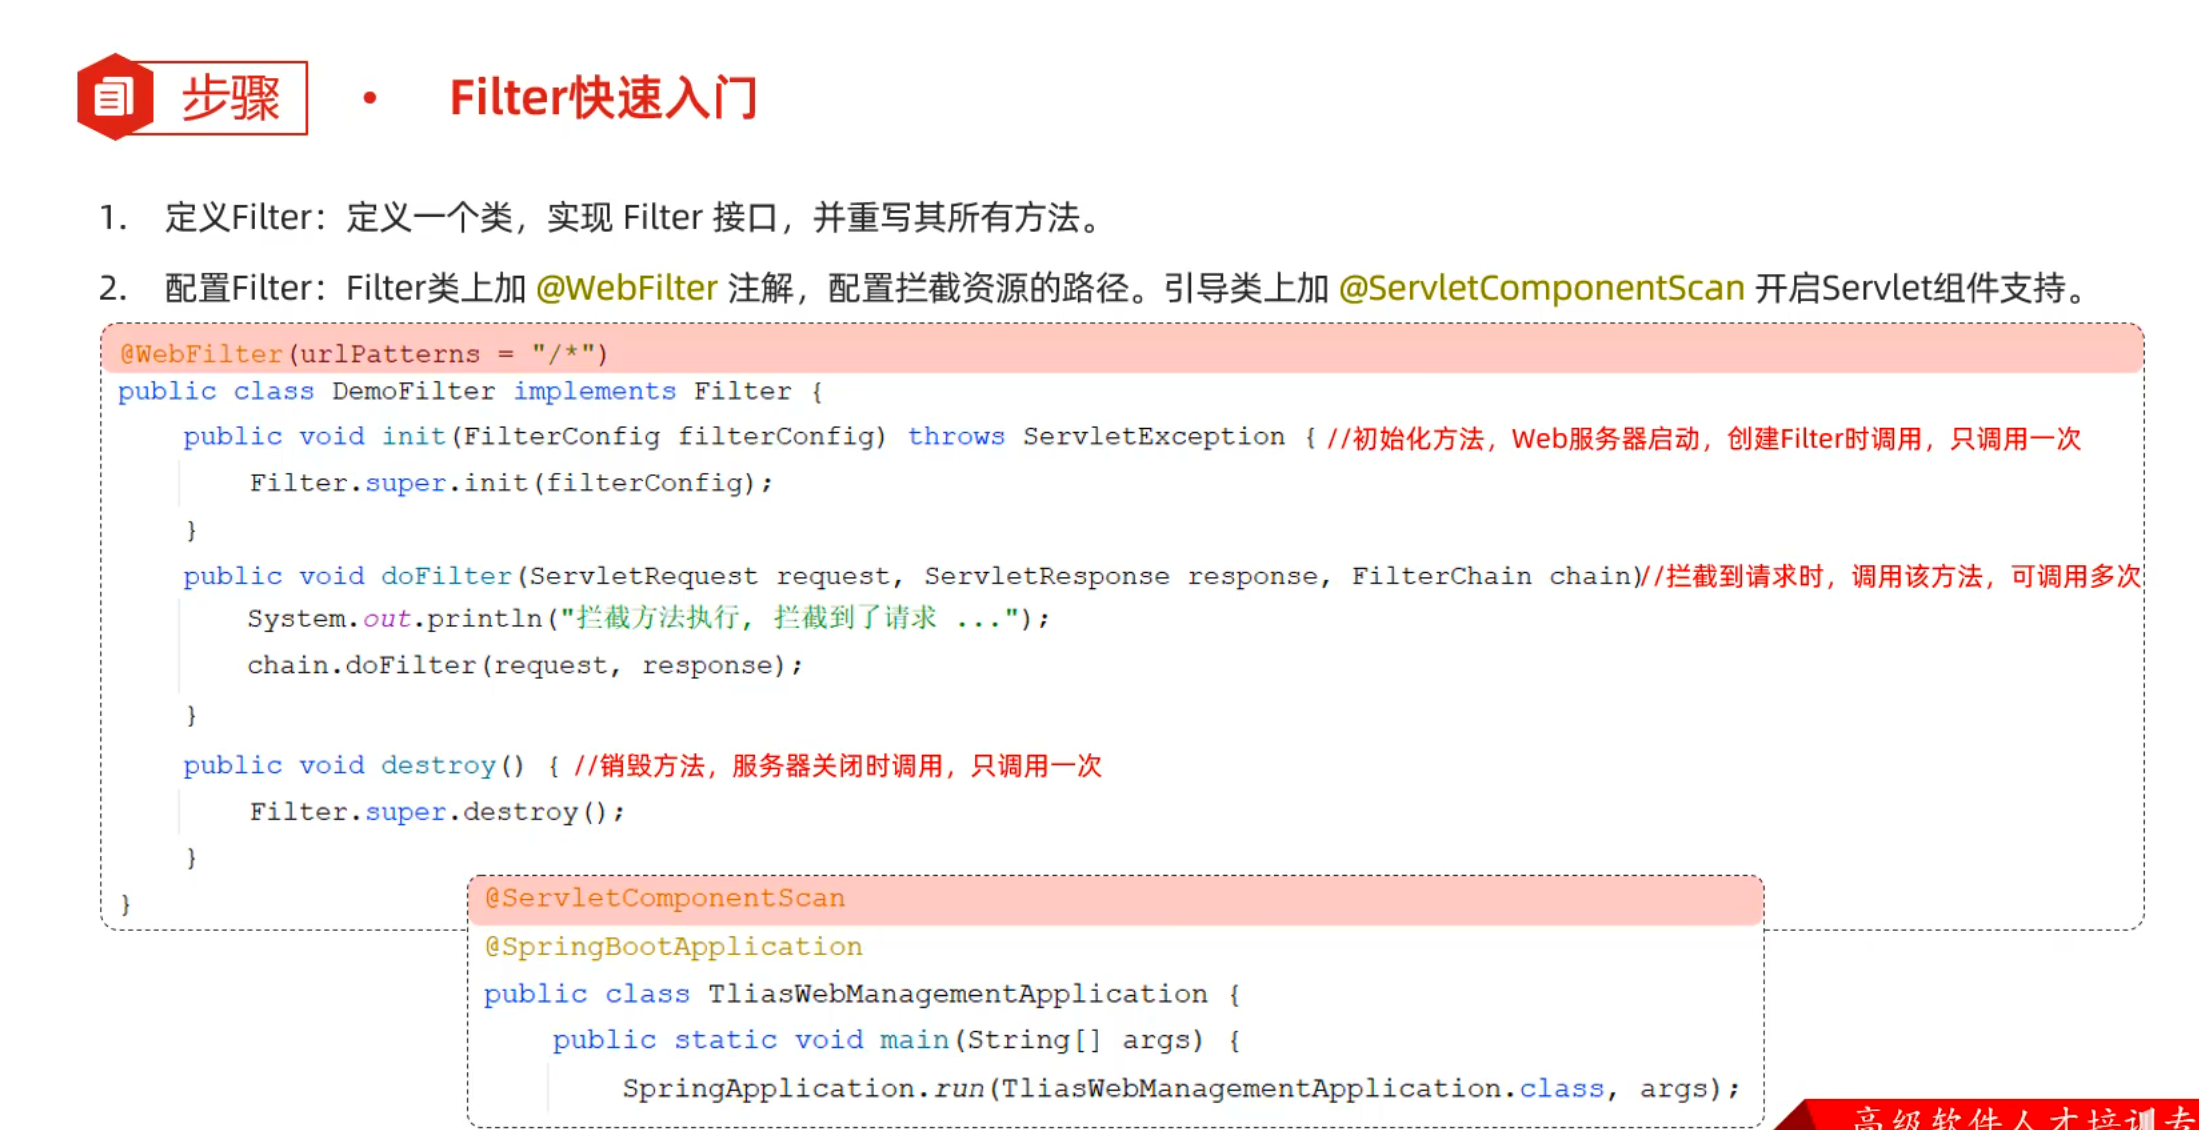 步骤
Filter快速入门
1. 定义Filter：定义一个类，实现 Filter 接口，并重写其所有方法。
2. 配置Filter：Filter类上加 @WebFilter 注解，配置拦截资源的路径。引导类上加 @ServletComponentScan 开启Servlet组件支持。
@WebFilter(urlPatterns = "/*")
public class DemoFilter implements Filter {
public void init(FilterConfig filterConfig) throws ServletException { //初始化方法，Web服务器启动，创建Filter时调用，只调用一次
Filter.super.init(filterConfig);
}
public void doFilter(ServletRequest request, ServletResponse response, FilterChain chain)//拦截到请求时，调用该方法，可调用多次
System.out.println("拦截方法执行, 拦截到了请求 ...");
chain.doFilter(request, response);
}
public void destroy() { //销毁方法，服务器关闭时调用，只调用一次
Filter.super.destroy();
}
}
@ServletComponentScan
@SpringBootApplication
public class TliasWebManagementApplication {
public static void main(String[] args) {
SpringApplication.run(TliasWebManagementApplication.class, args);
高级软件人才培训专